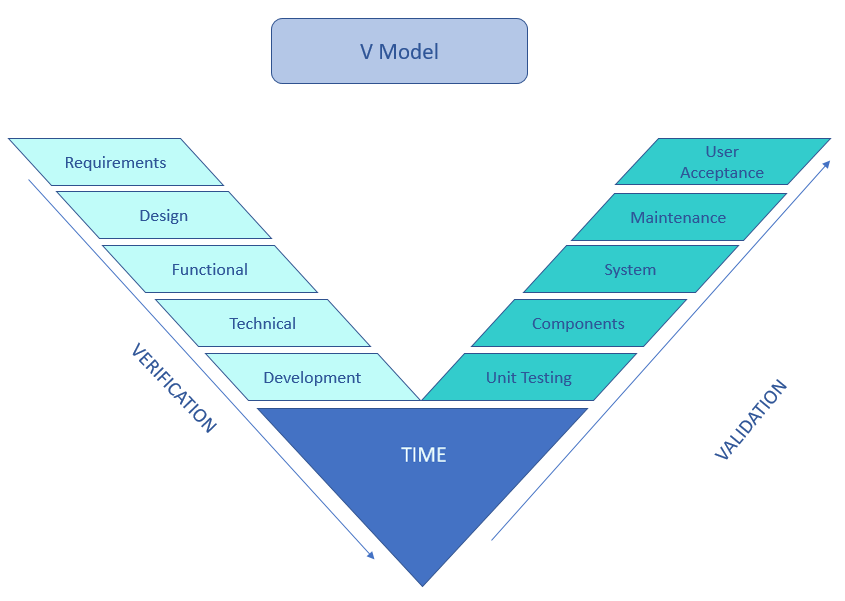 V Model
Requirements
Design
Functional
Technical
Development
VERIFICATION
TIME
User
Acceptance
Maintenance
System
Components
Unit Testing
VALIDATION